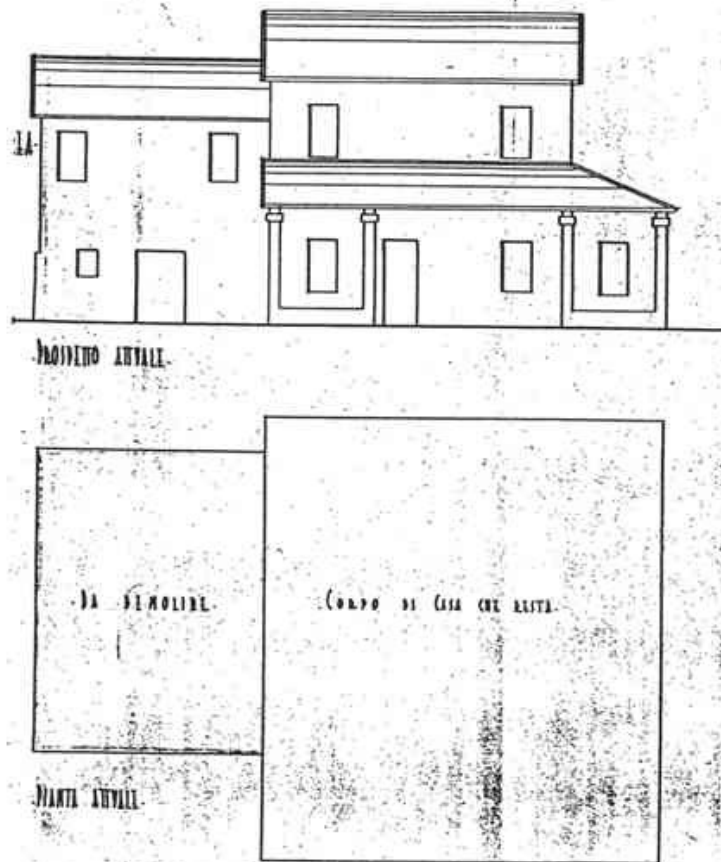 PROSPETTO ATTUALE.
DA DEMOLIRE.
CORPO DI CASA CHE RESTA.
PIANTA ATTUALE.